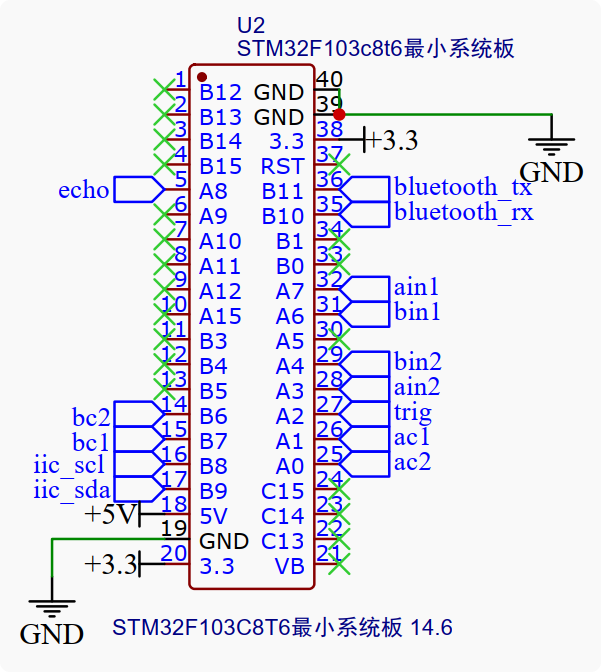 U2
STM32F103c8t6最小系统板
1 B12 GND 40
2 B13 GND 39
3 B14 3.3 38 +3.3
4 B15 RST 37 GND
echo 5 A8 B11 36 bluetooth_tx
6 A9 B10 35 bluetooth_rx
7 A10 B1 34
8 A11 B0 33
9 A12 A7 32 ain1
10 A15 A6 31 bin1
11 B3 A5 30
12 B4 A4 29 bin2
13 B5 A3 28 ain2
bc2 14 B6 A2 27 trig
bc1 15 B7 A1 26 ac1
iic_scl 16 B8 A0 25 ac2
iic_sda 17 B9 C15 24
+5V 18 5V C14 23
19 GND C13 22
+3.3 20 3.3 VB 21
GND
STM32F103C8T6最小系统板 14.6